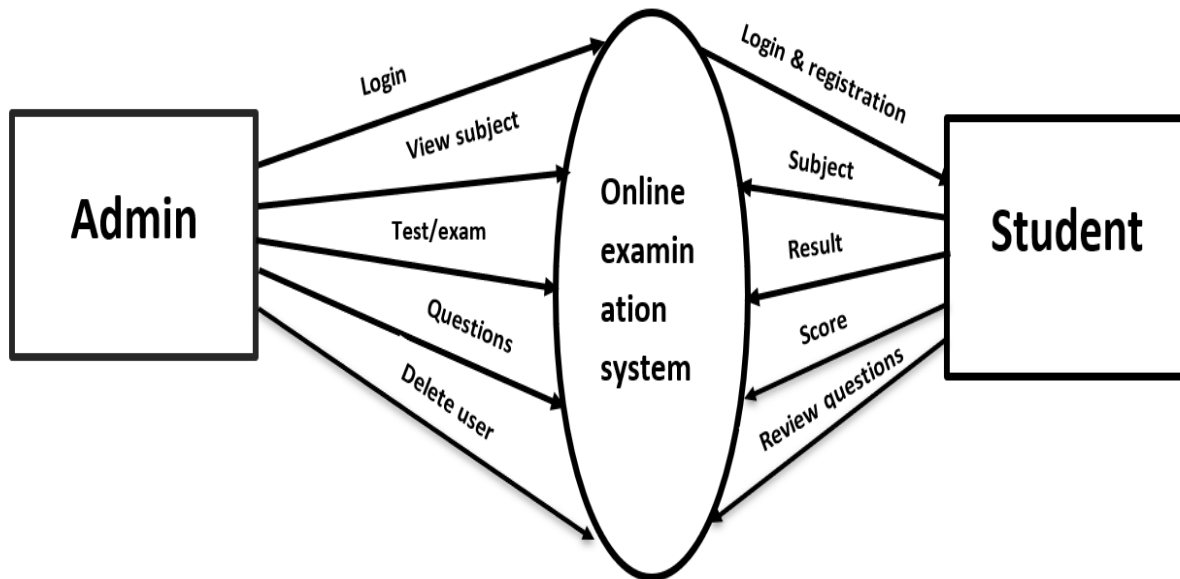 Admin
Login
View subject
Test/exam
Questions
Delete user
Online
examin
ation
system
Login & registration
Subject
Result
Score
Review questions
Student